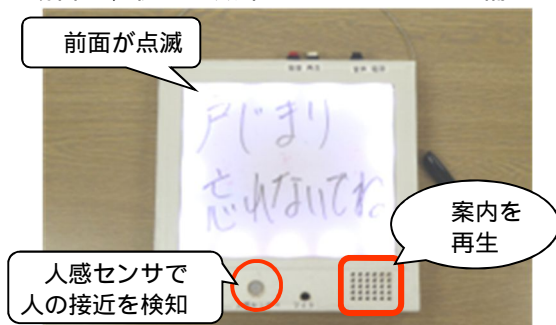 前面が点滅
戸じまり
忘れないでね
案内を
再生
人感センサで
人の接近を検知